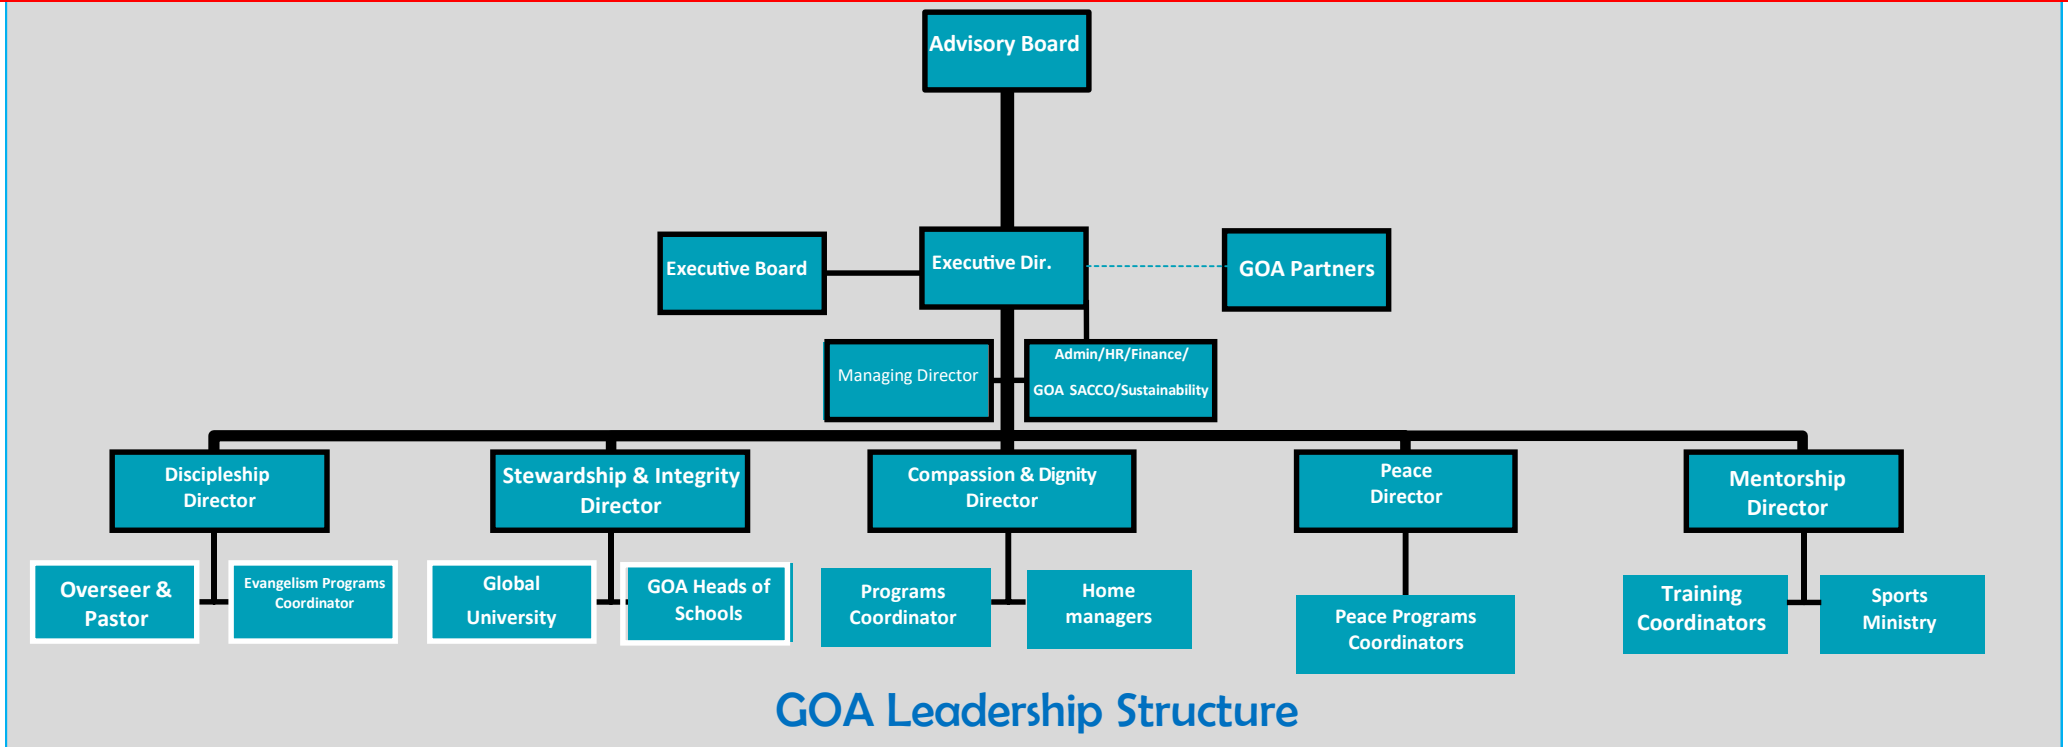 Advisory Board
Executive Board
Executive Dir.
GOA Partners
Managing Director
Admin/HR/Finance/
GOA SACCO/Sustainability
Discipleship
Director
Stewardship & Integrity
Director
Compassion & Dignity
Director
Peace
Director
Mentorship
Director
Overseer &
Pastor
Evangelism Programs
Coordinator
Global
University
GOA Heads of
Schools
Programs
Coordinator
Home
managers
Peace Programs
Coordinators
Training
Coordinators
Sports
Ministry
GOA Leadership Structure